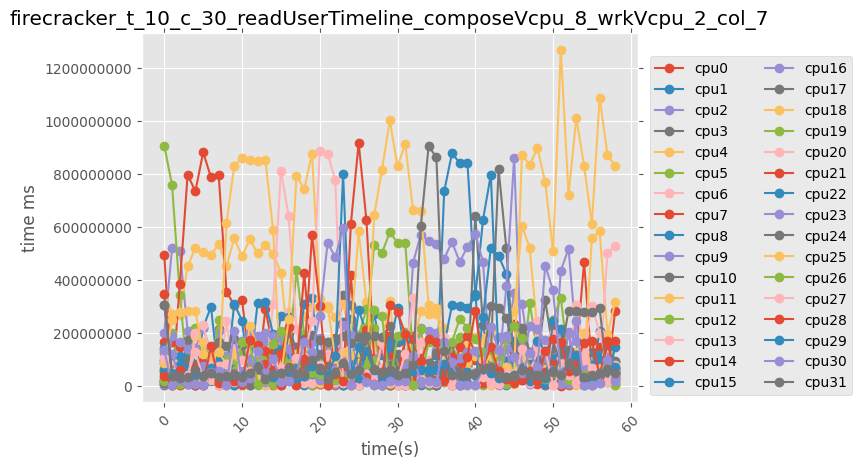 firecracker_t_10_c_30_readUserTimeline_composeVcpu_8_wrkVcpu_2_col_7
1200000000
1000000000
800000000
600000000
400000000
200000000
0
time ms
0
10
20
30
40
50
60
time(s)
cpu0
cpu1
cpu2
cpu3
cpu4
cpu5
cpu6
cpu7
cpu8
cpu9
cpu10
cpu11
cpu12
cpu13
cpu14
cpu15
cpu16
cpu17
cpu18
cpu19
cpu20
cpu21
cpu22
cpu23
cpu24
cpu25
cpu26
cpu27
cpu28
cpu29
cpu30
cpu31